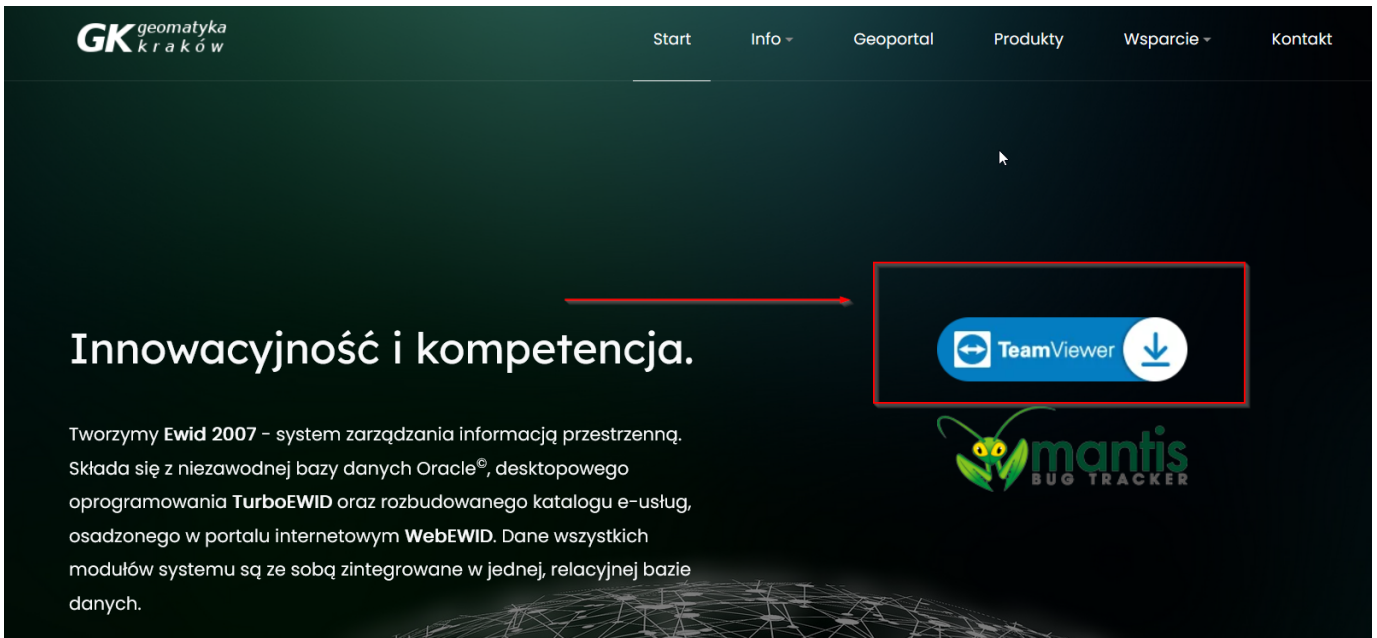 GK geomatyka
kraków
Start Info Geoportal Produkty Wsparcie Kontakt
TeamViewer
Innowacyjność i kompetencja.
mantis
BUG TRACKER
Tworzymy Ewid 2007 - system zarządzania informacją przestrzenną.
Składa się z niezawodnej bazy danych Oracle©, desktopowego
oprogramowania TurboEWID oraz rozbudowanego katalogu e-usług,
osadzonego w portalu internetowym WebEWID. Dane wszystkich
modułów systemu są ze sobą zintegrowane w jednej, relacyjnej bazie
danych.